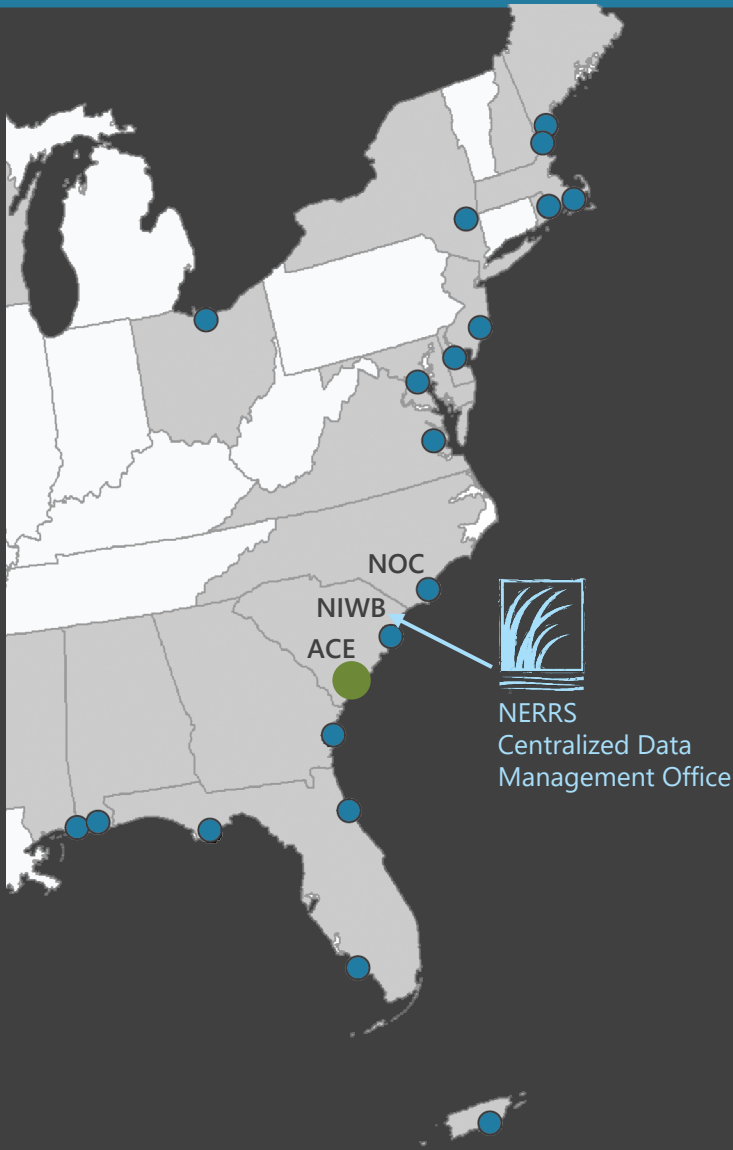 NOC
NIWB
ACE
NERRS
Centralized Data
Management Office